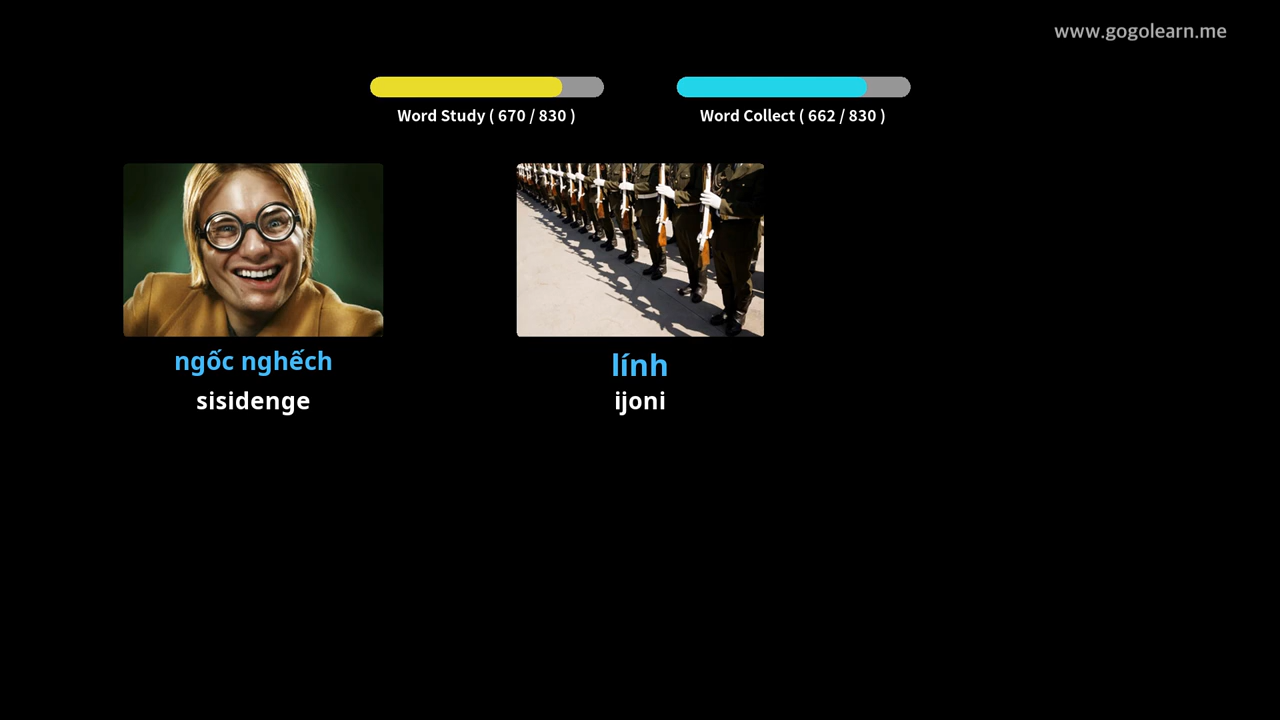 www.gogolearn.me
Word Study ( 670 / 830 )
Word Collect ( 662 / 830 )
ngốc nghếch
lính
sisidenge
ijoni